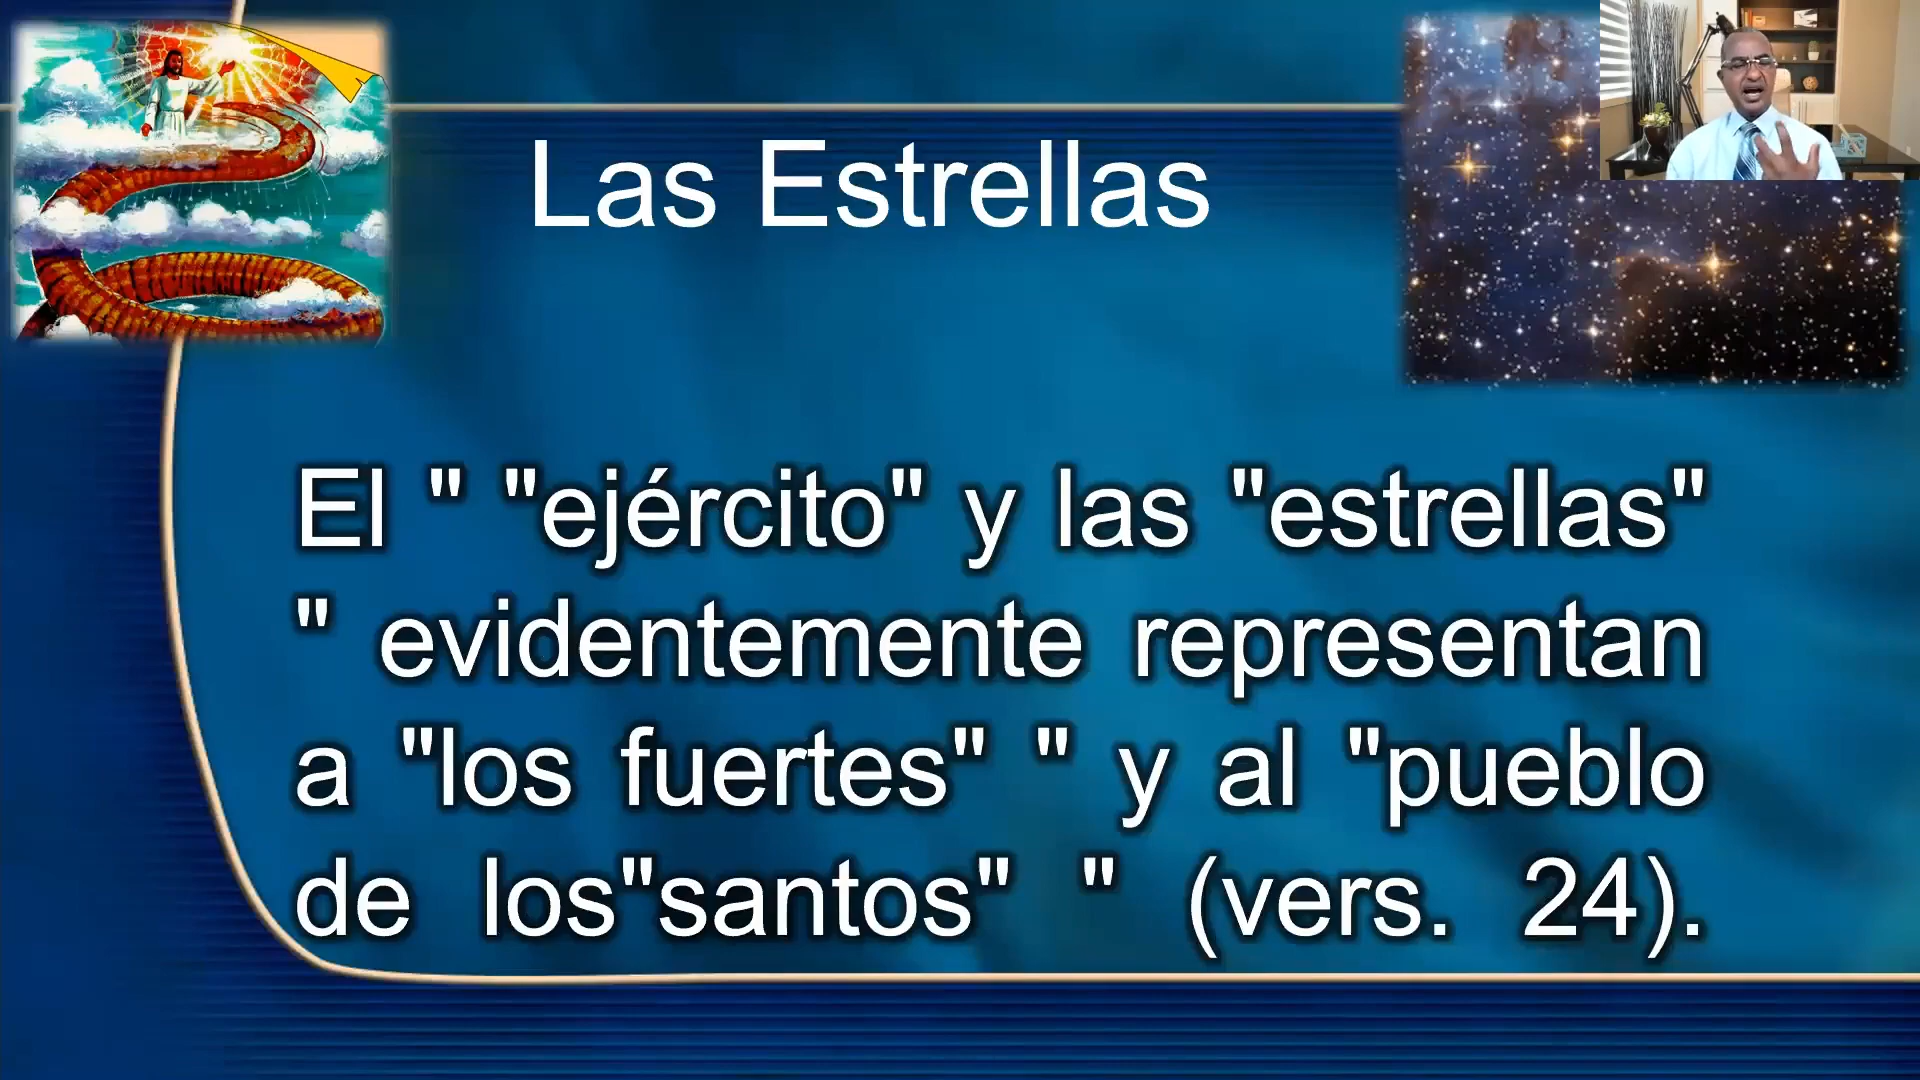 Las Estrellas
El " "ejército" y las "estrellas"
" evidentemente representan
a "los fuertes" " y al "pueblo
de los"santos" " (vers. 24).